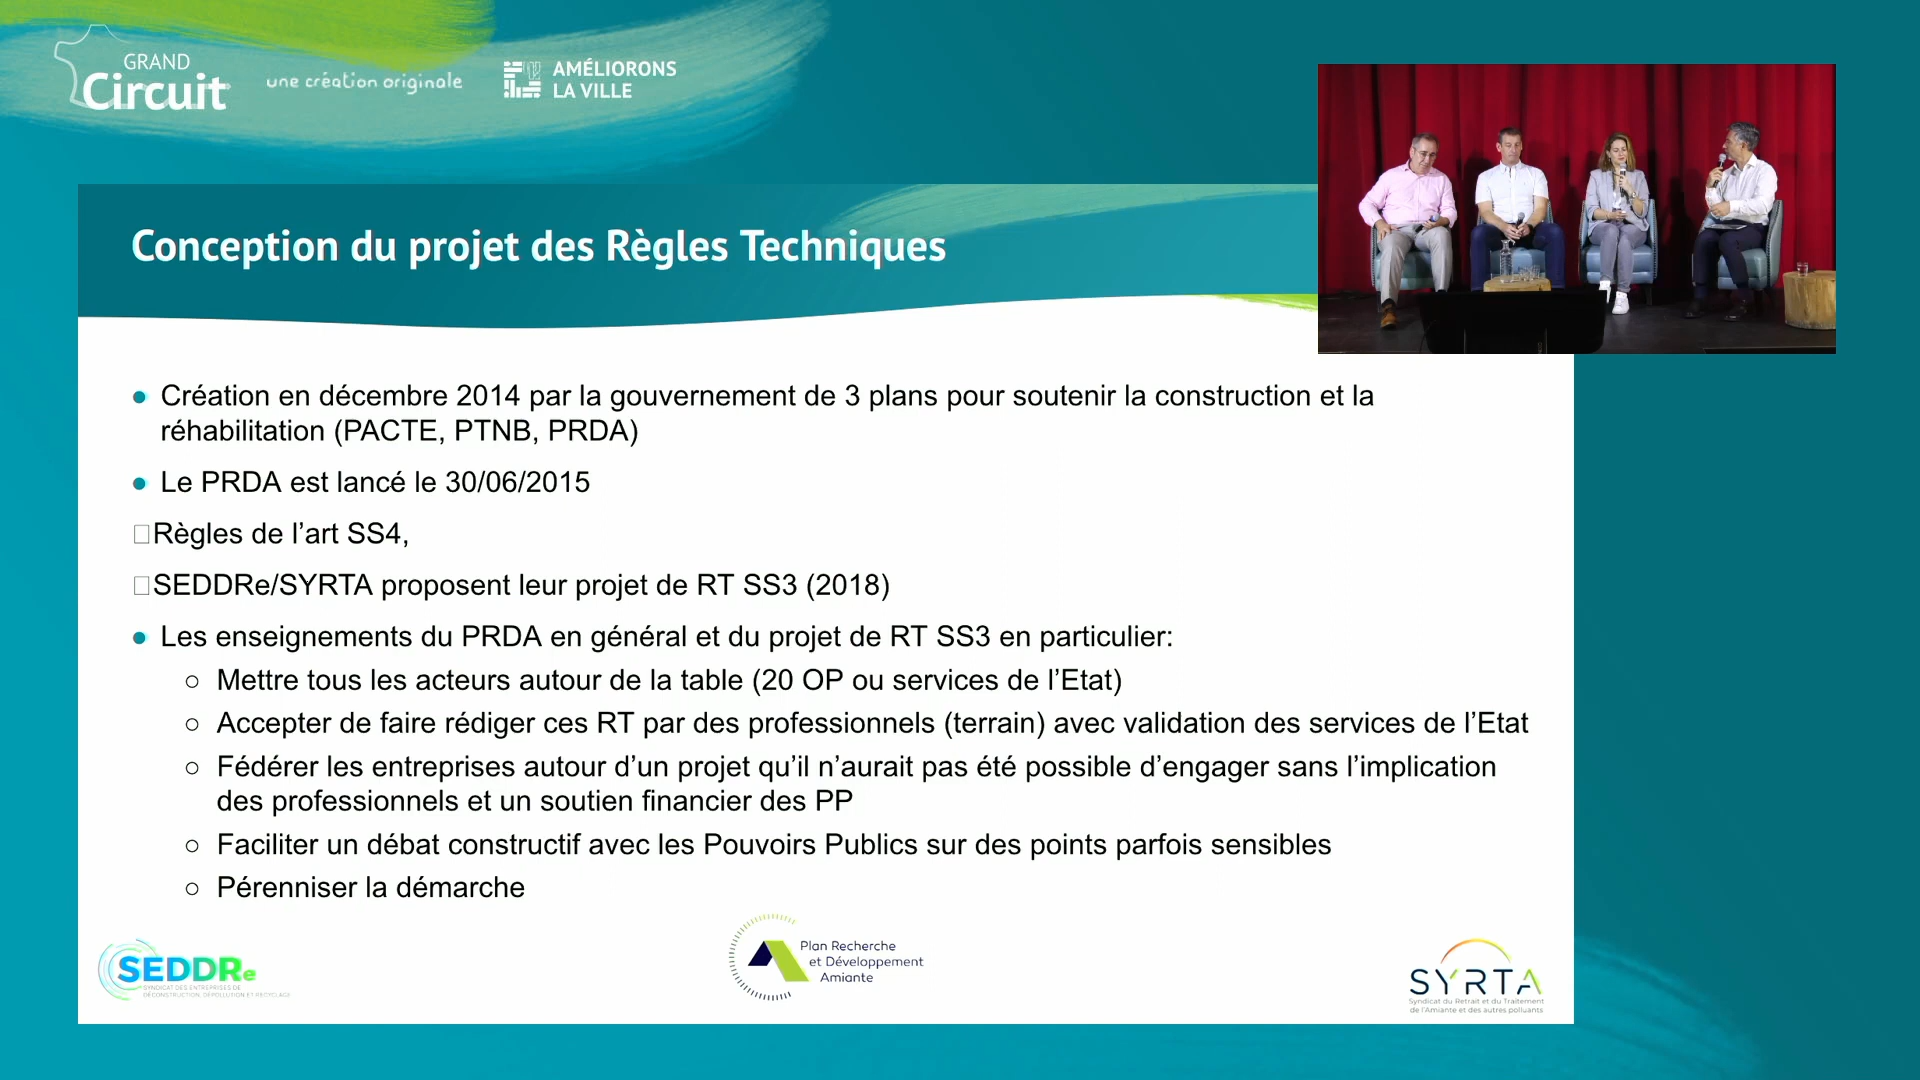 GRAND
Circuit
une création originale
AMÉLIORONS
LA VILLE
Conception du projet des Règles Techniques
● Création en décembre 2014 par la gouvernement de 3 plans pour soutenir la construction et la
réhabilitation (PACTE, PTNB, PRDA)
● Le PRDA est lancé le 30/06/2015
□Règles de l’art SS4,
□SEDDRe/SYRTA proposent leur projet de RT SS3 (2018)
● Les enseignements du PRDA en général et du projet de RT SS3 en particulier:
○ Mettre tous les acteurs autour de la table (20 OP ou services de l’Etat)
○ Accepter de faire rédiger ces RT par des professionnels (terrain) avec validation des services de l’Etat
○ Fédérer les entreprises autour d’un projet qu’il n’aurait pas été possible d’engager sans l’implication
des professionnels et un soutien financier des PP
○ Faciliter un débat constructif avec les Pouvoirs Publics sur des points parfois sensibles
○ Pérenniser la démarche
SEDDRe
SYNDICAT DES ENTREPRISES DE
DÉCONSTRUCTION, DÉPOLLUTION ET RECYCLAGE
Plan Recherche
et Développement
Amiante
SYRTA
Syndicat du Retrait et du Traitement
de l'Amiante et des autres polluants